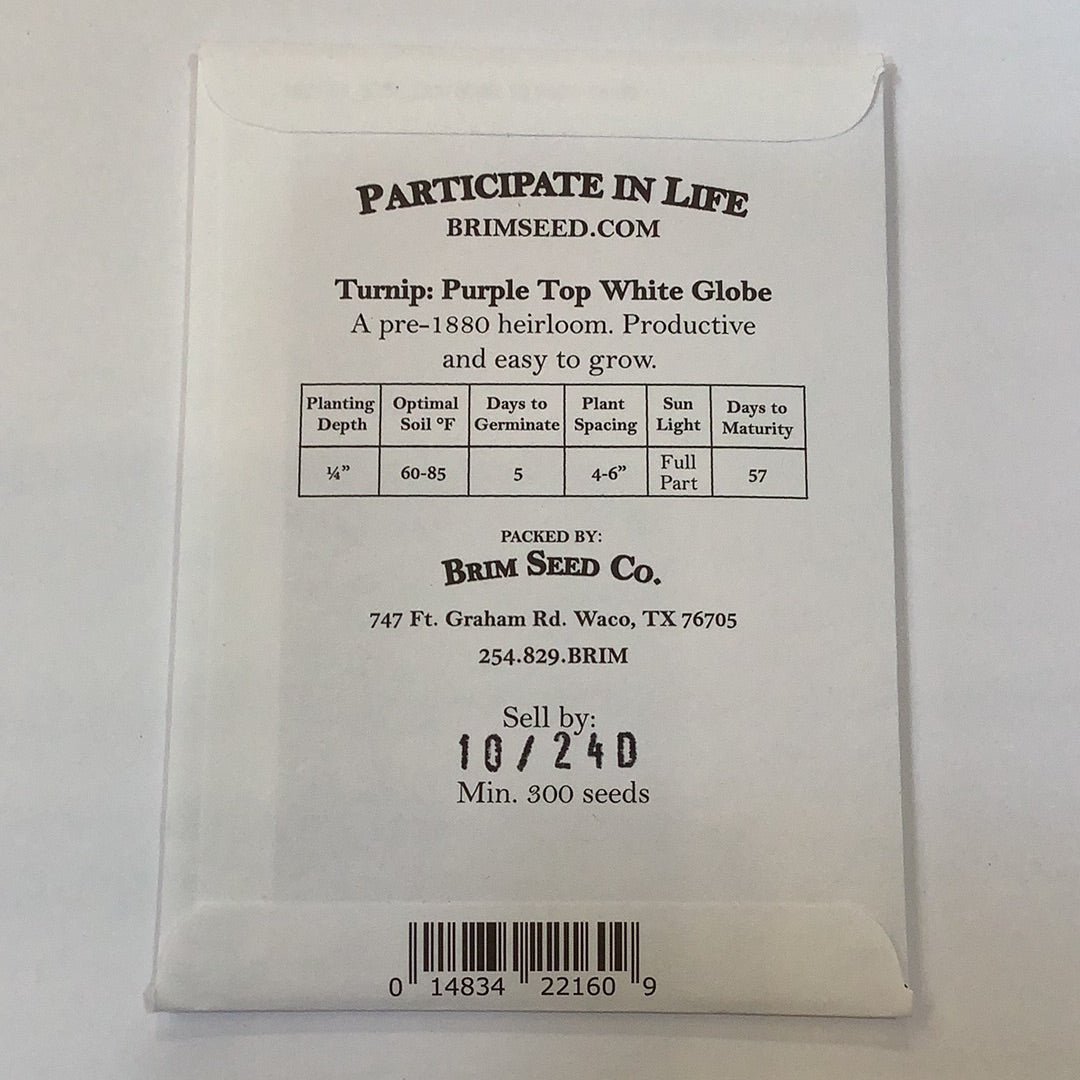 PARTICIPATE IN LIFE
BRIMSEED.COM
Turnip: Purple Top White Globe
A pre-1880 heirloom. Productive
and easy to grow.
Planting Depth Optimal Soil °F Days to Germinate Plant Spacing Sun Light Days to Maturity
¼” 60-85 5 4-6” Full Part 57
PACKED BY:
BRIM SEED CO.
747 Ft. Graham Rd. Waco, TX 76705
254.829.BRIM
Sell by:
10/24D
Min. 300 seeds
0 14834 22160 9